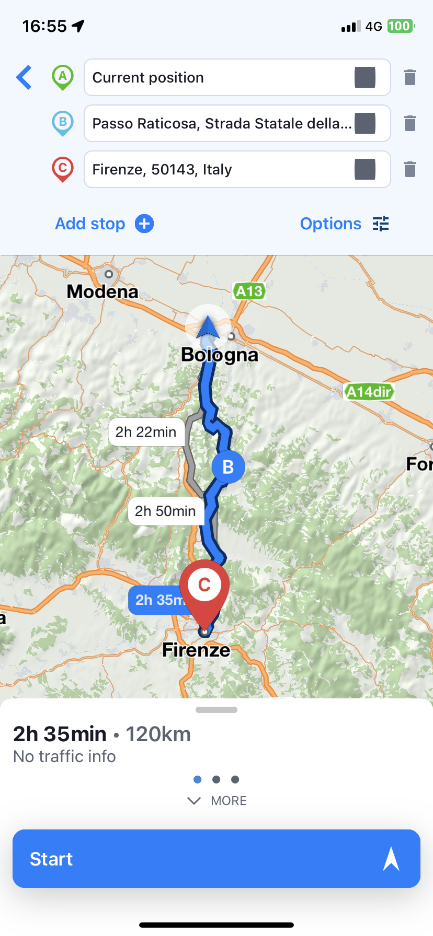 16:55
4G 100
A Current position
B Passo Raticosa, Strada Statale della...
C Firenze, 50143, Italy
Add stop
Options
A13
Modena
Bologna
A14dir
2h 22min
For
B
2h 50min
C
2h 35m
a
Firenze
2h 35min • 120km
No traffic info
MORE
Start